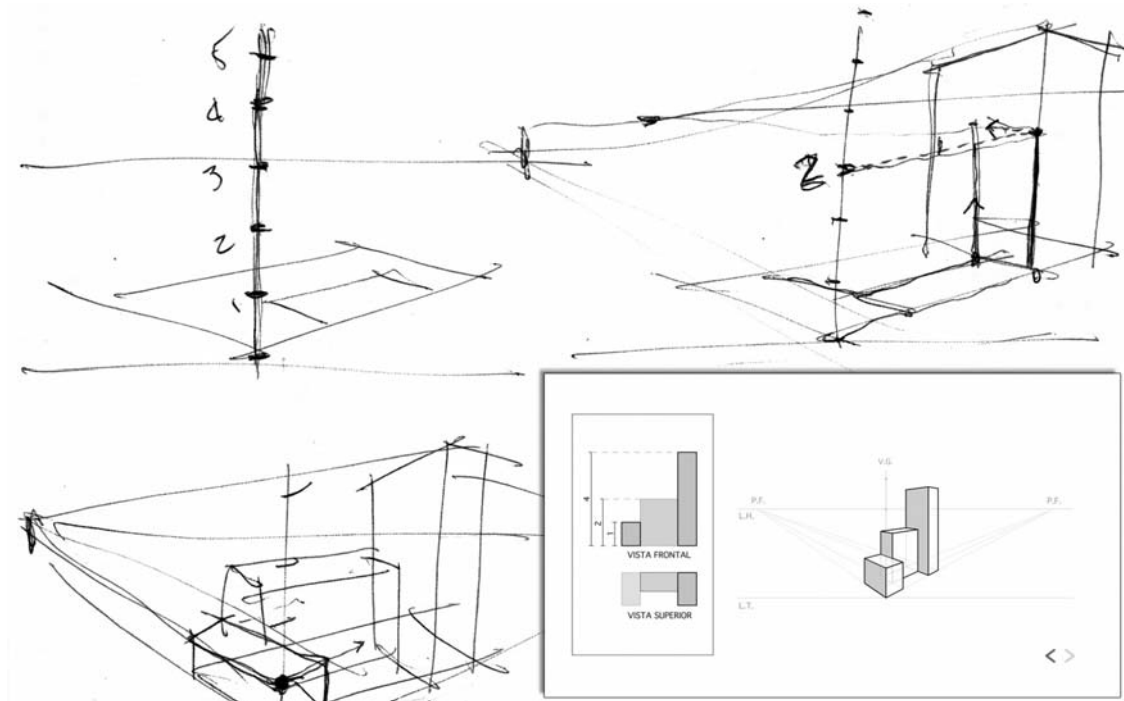 5
4
3
2
1
2
4
2
1
VISTA FRONTAL
VISTA SUPERIOR
V.G.
P.F.
P.F.
L.H.
L.T.